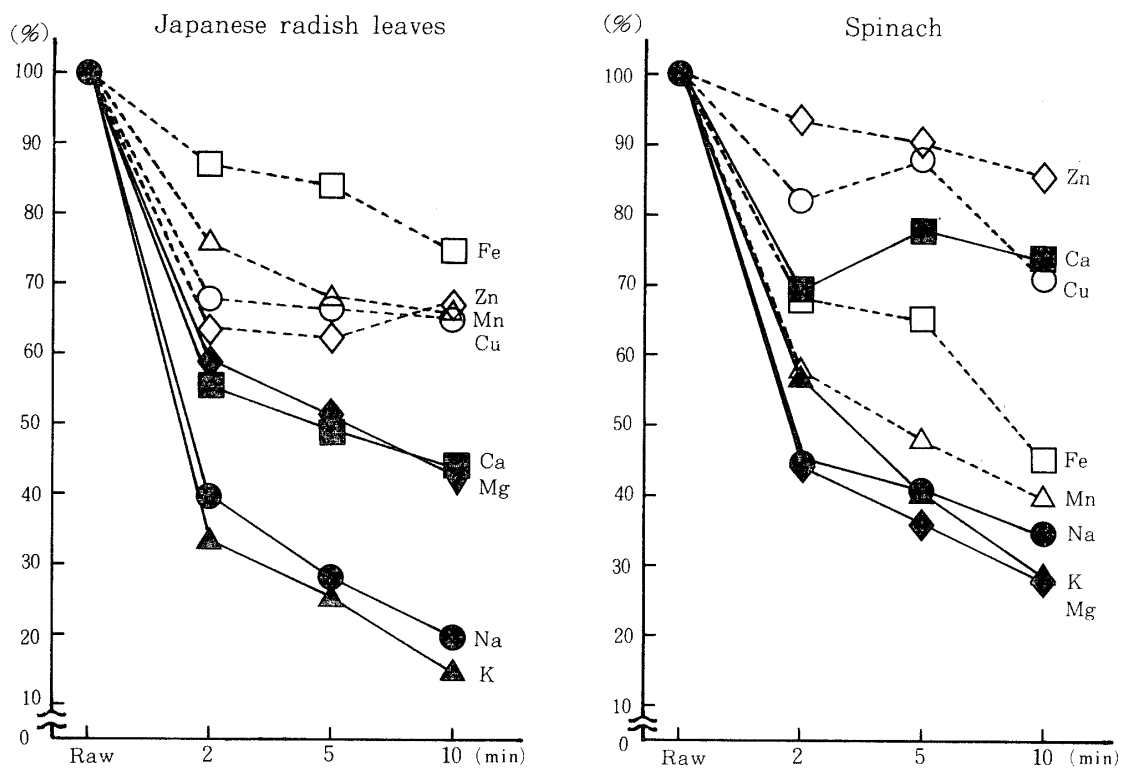 Japanese radish leaves
(%)
100
90
80
70
60
50
40
30
20
10
0
Fe
Zn
Mn
Cu
Ca
Mg
Na
K
Raw 2 5 10 (min)
Spinach
(%)
100
90
80
70
60
50
40
30
20
10
0
Zn
Ca
Cu
Fe
Mn
Na
K
Mg
Raw 2 5 10 (min)